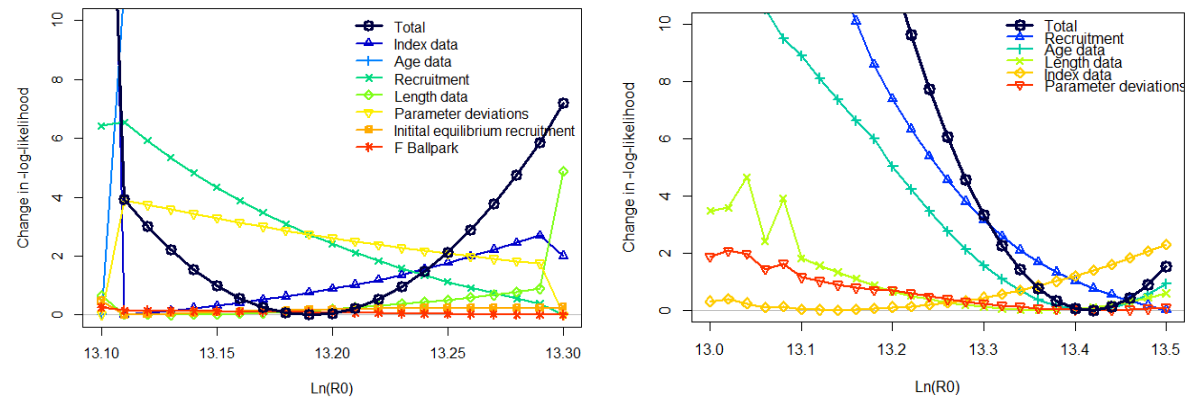 Change in -log-likelihood
10
8
6
4
2
0
Total
Index data
Age data
Recruitment
Length data
Parameter deviations
Initital equilibrium recruitment
F Ballpark
13.10 13.15 13.20 13.25 13.30
Ln(R0)
Change in -log-likelihood
10
8
6
4
2
0
Total
Recruitment
Age data
Length data
Index data
Parameter deviations
13.0 13.1 13.2 13.3 13.4 13.5
Ln(R0)